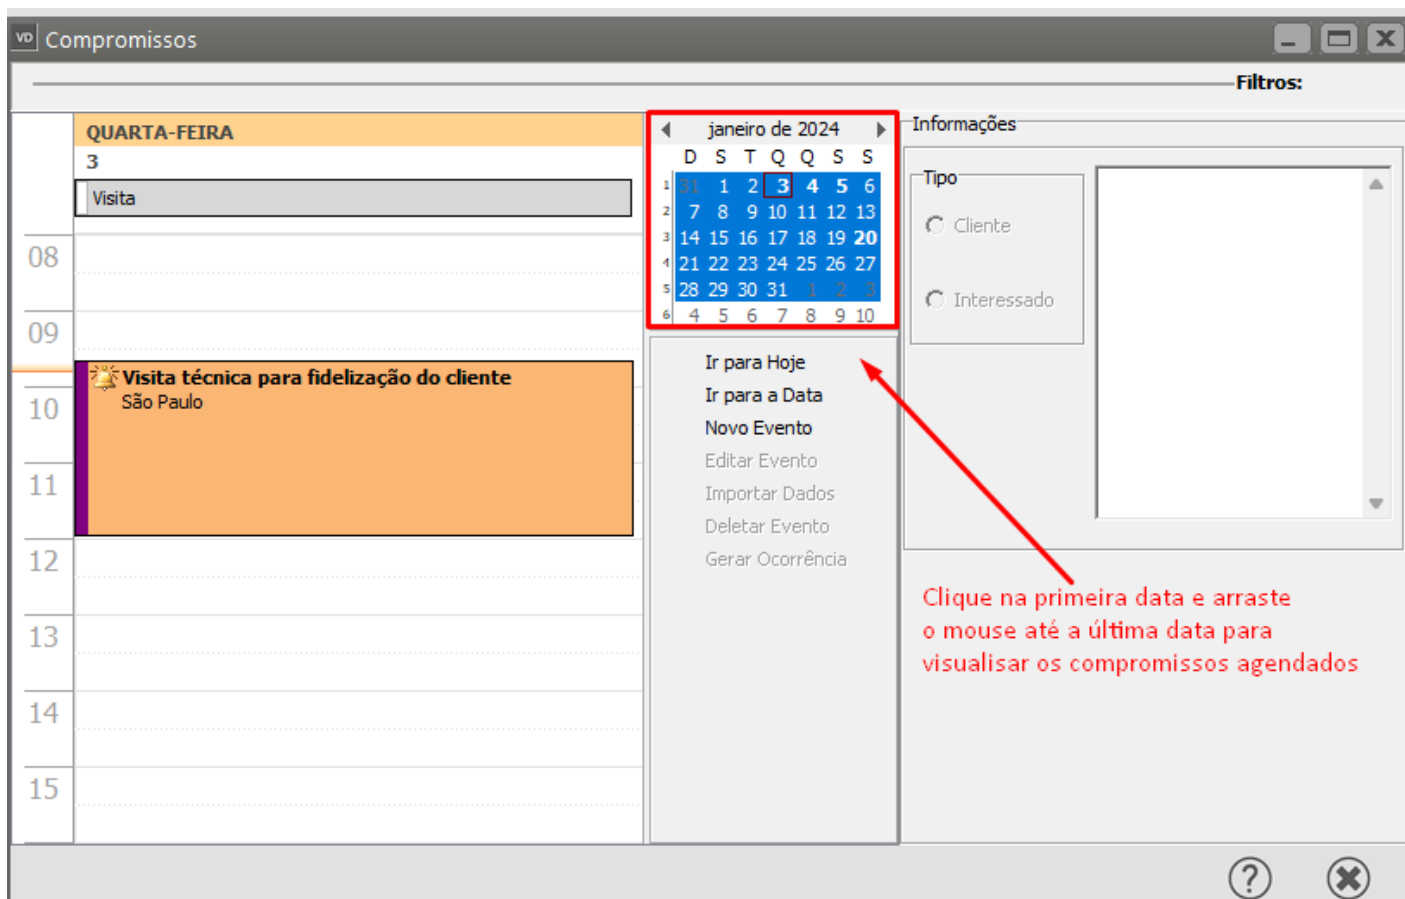 VD Compromissos
Filtros:
QUARTA-FEIRA
3
Visita
08
09
Visita técnica para fidelização do cliente
São Paulo
10
11
12
13
14
15
janeiro de 2024
D S T Q Q S S
1 31 1 2 3 4 5 6
2 7 8 9 10 11 12 13
3 14 15 16 17 18 19 20
4 21 22 23 24 25 26 27
5 28 29 30 31 1 2 3
6 4 5 6 7 8 9 10
Ir para Hoje
Ir para a Data
Novo Evento
Editar Evento
Importar Dados
Deletar Evento
Gerar Ocorrência
Informações
Tipo
Cliente
Interessado
Clique na primeira data e arraste
o mouse até a última data para
visualisar os compromissos agendados
?